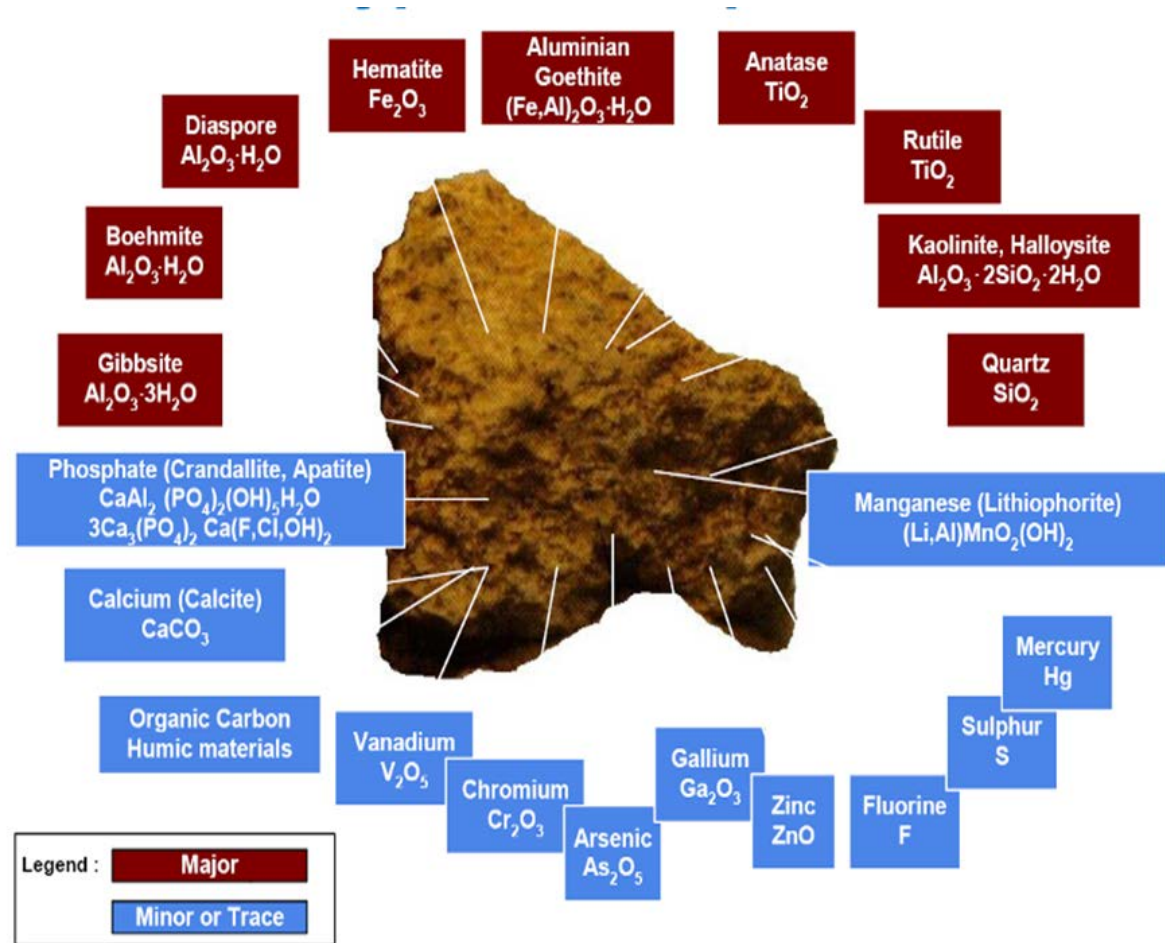 Hematite
Fe₂O₃
Aluminian
Goethite
(Fe,Al)₂O₃·H₂O
Anatase
TiO₂
Diaspore
Al₂O₃·H₂O
Rutile
TiO₂
Boehmite
Al₂O₃·H₂O
Kaolinite, Halloysite
Al₂O₃·2SiO₂·2H₂O
Gibbsite
Al₂O₃·3H₂O
Quartz
SiO₂
Phosphate (Crandallite, Apatite)
CaAl₂ (PO₄)₂(OH)₅H₂O
3Ca₃(PO₄)₂ Ca(F,Cl,OH)₂
Manganese (Lithiophorite)
(Li,Al)MnO₂(OH)₂
Calcium (Calcite)
CaCO₃
Mercury
Hg
Organic Carbon
Humic materials
Vanadium
V₂O₅
Chromium
Cr₂O₃
Arsenic
As₂O₅
Gallium
Ga₂O₃
Zinc
ZnO
Fluorine
F
Sulphur
S
Legend :
Major
Minor or Trace